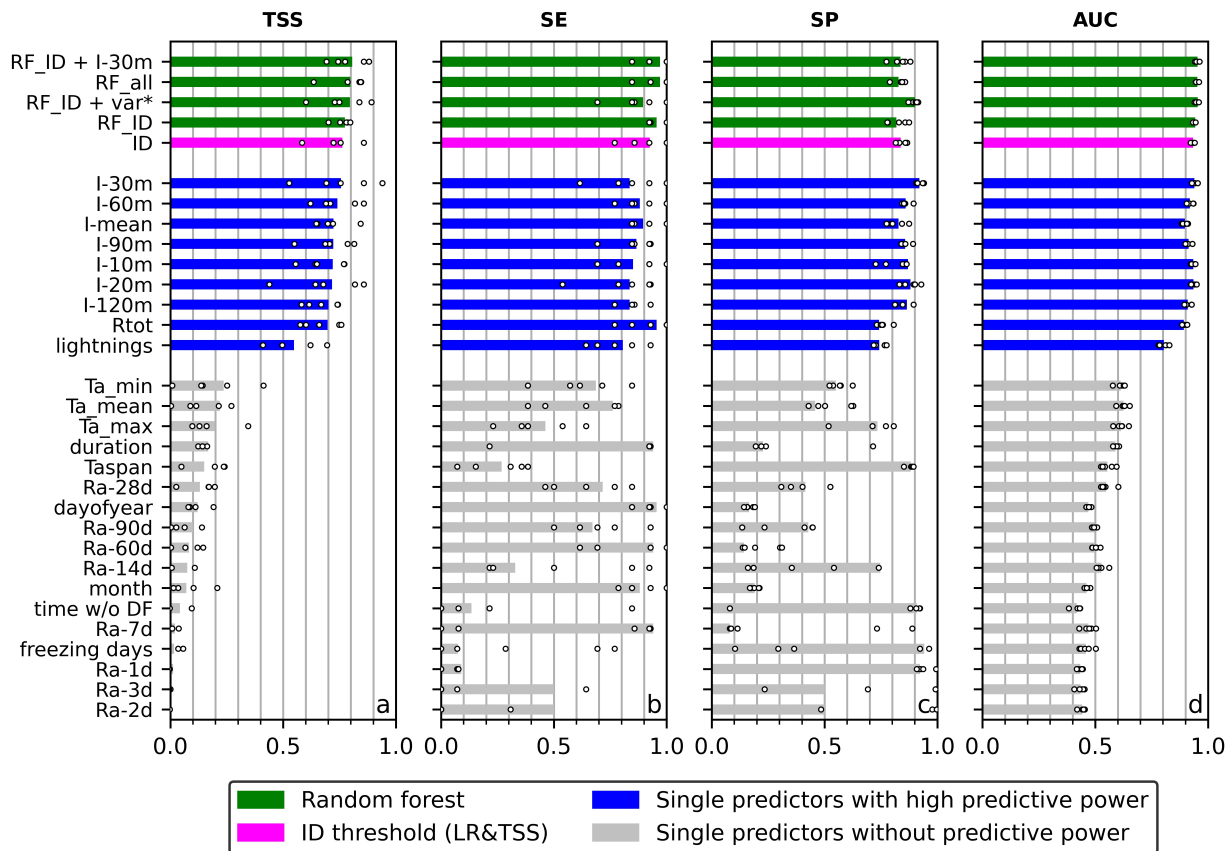 TSS SE SP AUC
RF_ID + I-30m
RF_all
RF_ID + var*
RF_ID
ID
I-30m
I-60m
I-mean
I-90m
I-10m
I-20m
I-120m
Rtot
lightnings
Ta_min
Ta_mean
Ta_max
duration
Taspan
Ra-28d
dayofyear
Ra-90d
Ra-60d
Ra-14d
month
time w/o DF
Ra-7d
freezing days
Ra-1d
Ra-3d
Ra-2d
a b c d
0.0 0.5 1.0 0.0 0.5 1.0 0.0 0.5 1.0 0.0 0.5 1.0
Random forest Single predictors with high predictive power
ID threshold (LR&TSS) Single predictors without predictive power